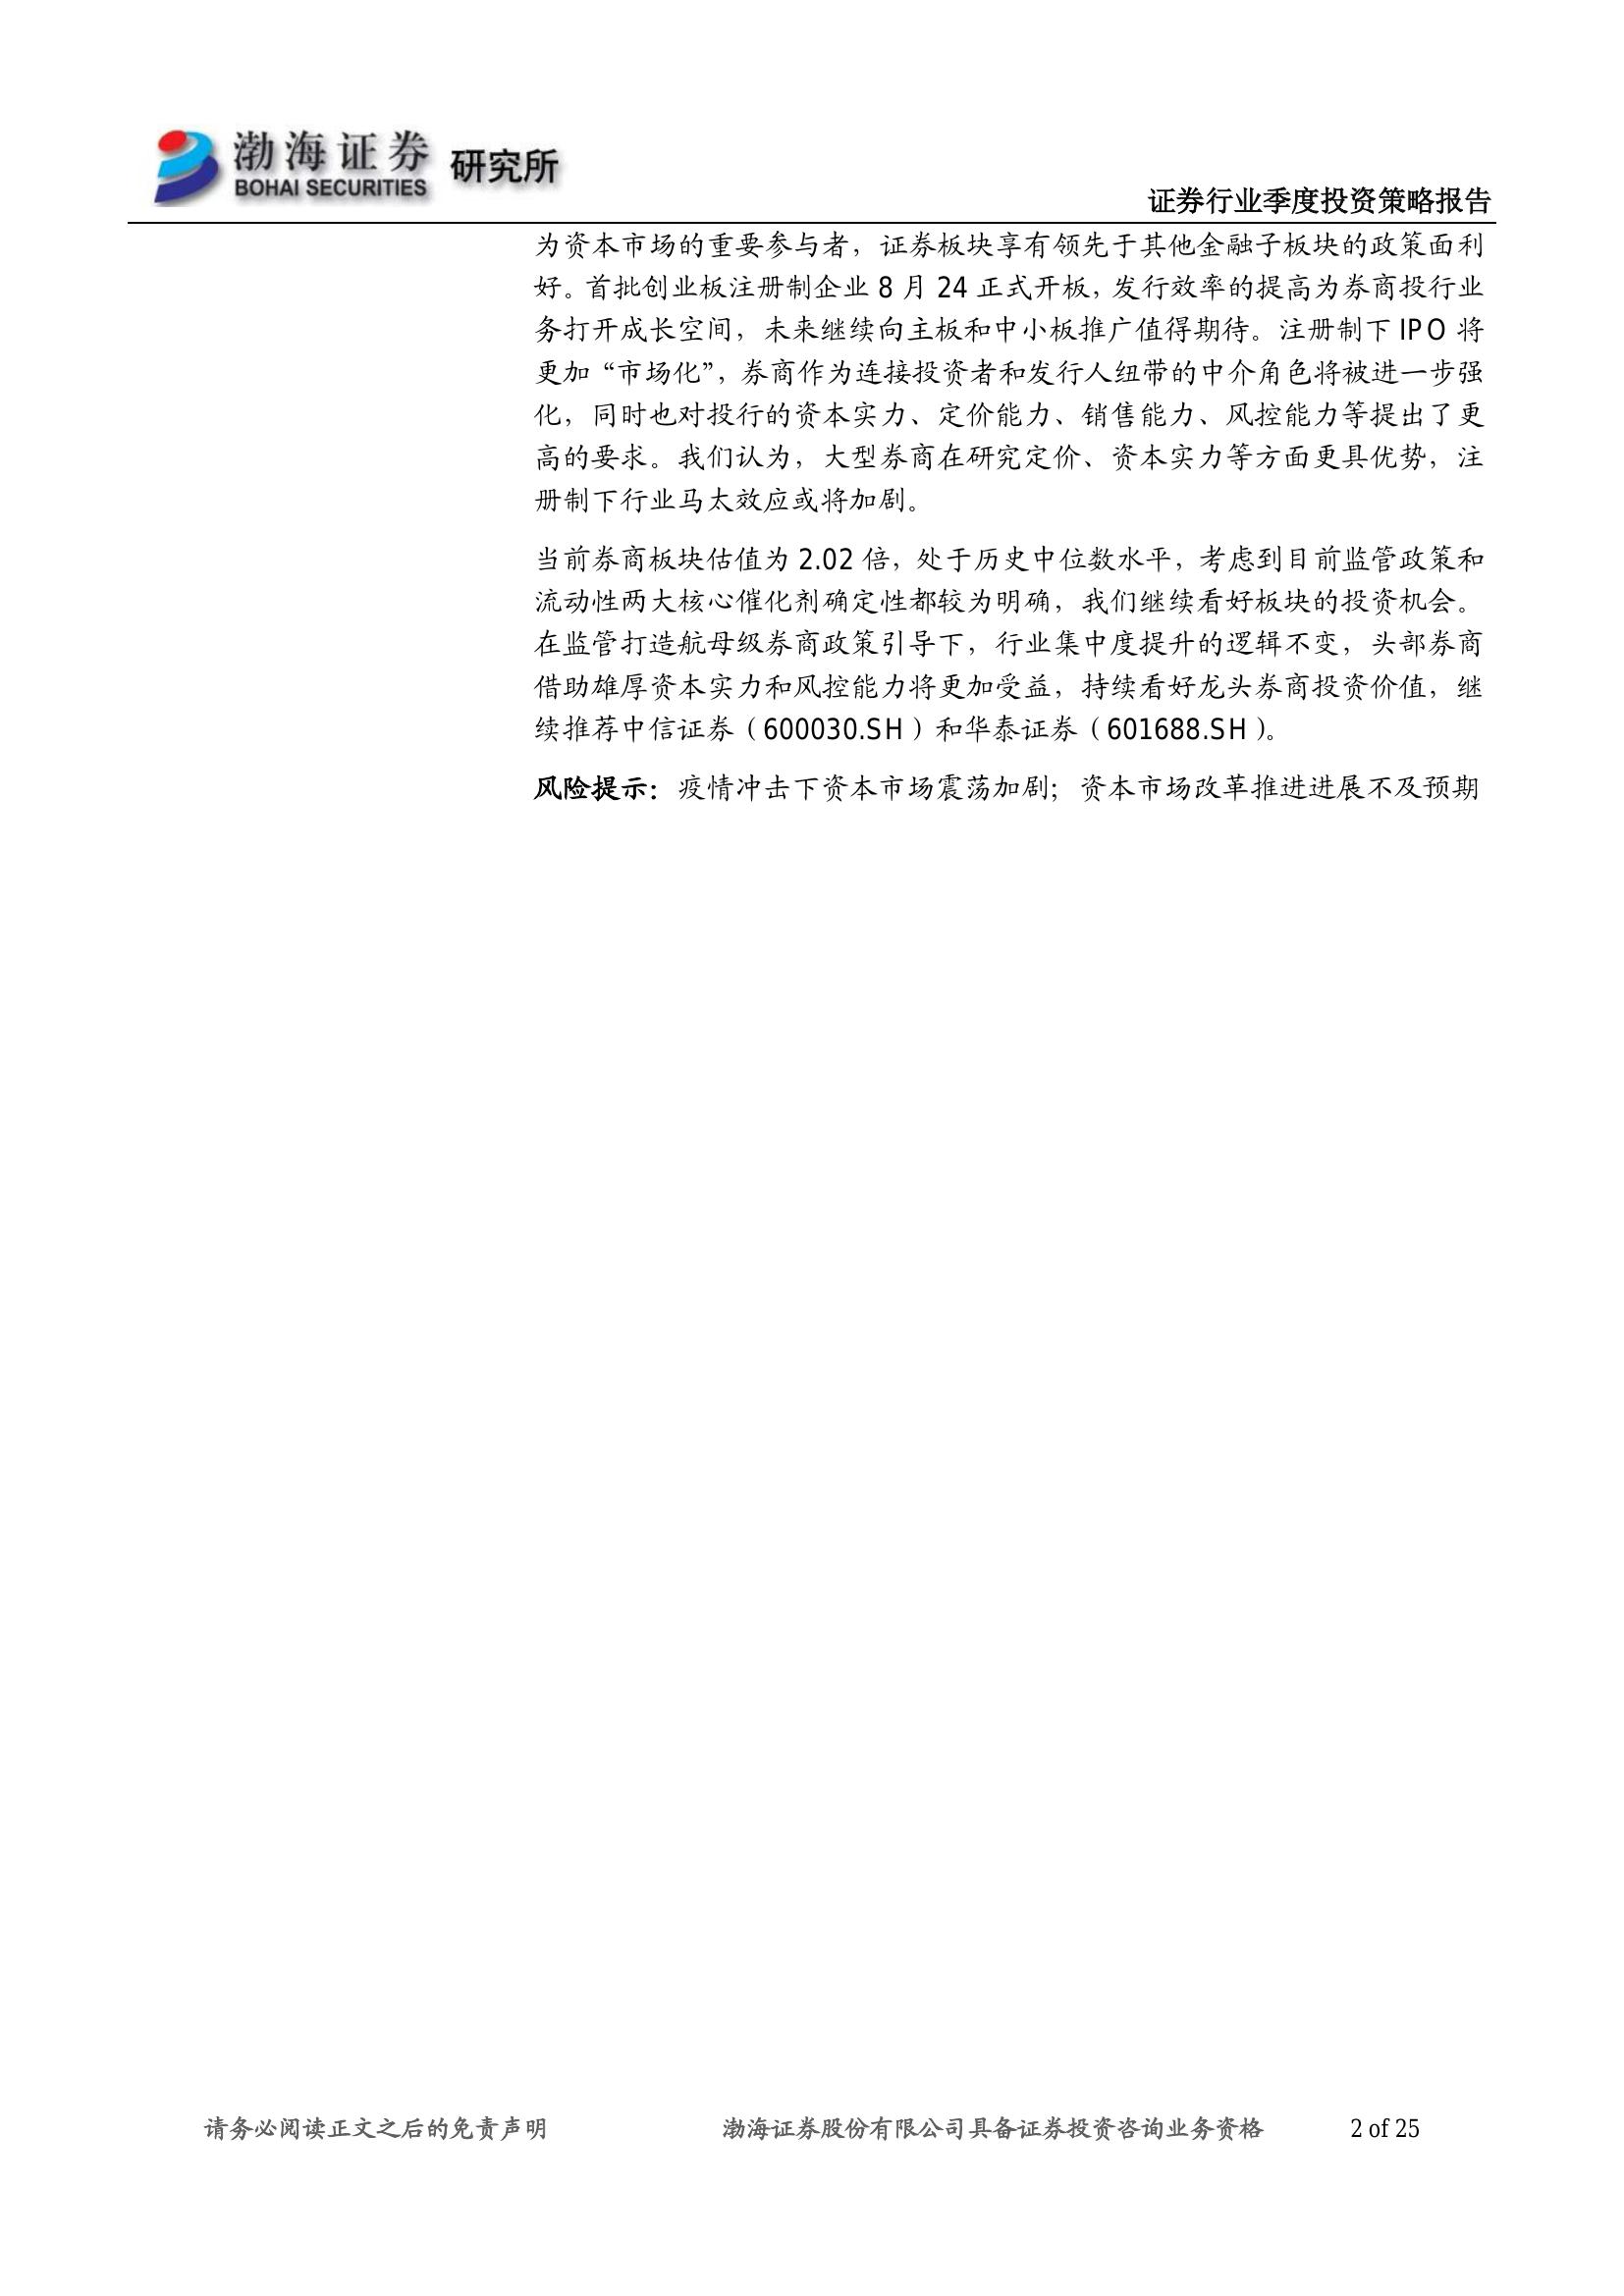 渤海证券 研究所
BOHAI SECURITIES
证券行业季度投资策略报告
为资本市场的重要参与者，证券板块享有领先于其他金融子板块的政策面利
好。首批创业板注册制企业 8 月 24 正式开板，发行效率的提高为券商投行业
务打开成长空间，未来继续向主板和中小板推广值得期待。注册制下 IPO 将
更加“市场化”，券商作为连接投资者和发行人纽带的中介角色将被进一步强
化，同时也对投行的资本实力、定价能力、销售能力、风控能力等提出了更
高的要求。我们认为，大型券商在研究定价、资本实力等方面更具优势，注
册制下行业马太效应或将加剧。
当前券商板块估值为 2.02 倍，处于历史中位数水平，考虑到目前监管政策和
流动性两大核心催化剂确定性都较为明确，我们继续看好板块的投资机会。
在监管打造航母级券商政策引导下，行业集中度提升的逻辑不变，头部券商
借助雄厚资本实力和风控能力将更加受益，持续看好龙头券商投资价值，继
续推荐中信证券（600030.SH）和华泰证券（601688.SH）。
风险提示：疫情冲击下资本市场震荡加剧；资本市场改革推进进展不及预期
请务必阅读正文之后的免责声明 渤海证券股份有限公司具备证券投资咨询业务资格 2 of 25